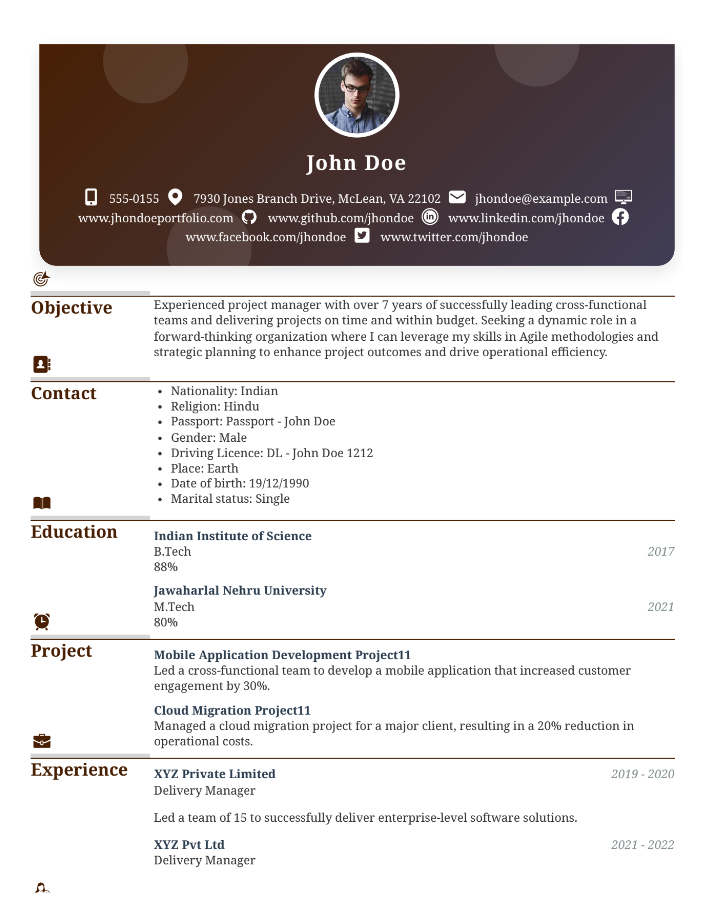 John Doe
555-0155 7930 Jones Branch Drive, McLean, VA 22102 jhondoe@example.com
www.jhondoeportfolio.com www.github.com/jhondoe www.linkedin.com/jhondoe
www.facebook.com/jhondoe www.twitter.com/jhondoe
Objective
Experienced project manager with over 7 years of successfully leading cross-functional
teams and delivering projects on time and within budget. Seeking a dynamic role in a
forward-thinking organization where I can leverage my skills in Agile methodologies and
strategic planning to enhance project outcomes and drive operational efficiency.
Contact
• Nationality: Indian
• Religion: Hindu
• Passport: Passport - John Doe
• Gender: Male
• Driving Licence: DL - John Doe 1212
• Place: Earth
• Date of birth: 19/12/1990
• Marital status: Single
Education
Indian Institute of Science
B.Tech 2017
88%
Jawaharlal Nehru University
M.Tech 2021
80%
Project
Mobile Application Development Project11
Led a cross-functional team to develop a mobile application that increased customer
engagement by 30%.
Cloud Migration Project11
Managed a cloud migration project for a major client, resulting in a 20% reduction in
operational costs.
Experience
XYZ Private Limited 2019 - 2020
Delivery Manager
Led a team of 15 to successfully deliver enterprise-level software solutions.
XYZ Pvt Ltd 2021 - 2022
Delivery Manager